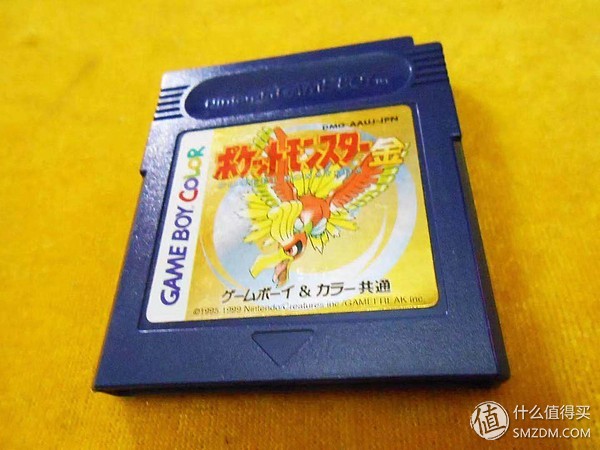 Nintendo GAME BOY
DMG-AAUJ-JPN
ポケットモンスター金
GAME BOY COLOR
ゲームボーイ & カラー共通
©1995,1999 Nintendo/Creatures inc./GAME FREAK inc.
值 什么值得买
SMZDM.COM